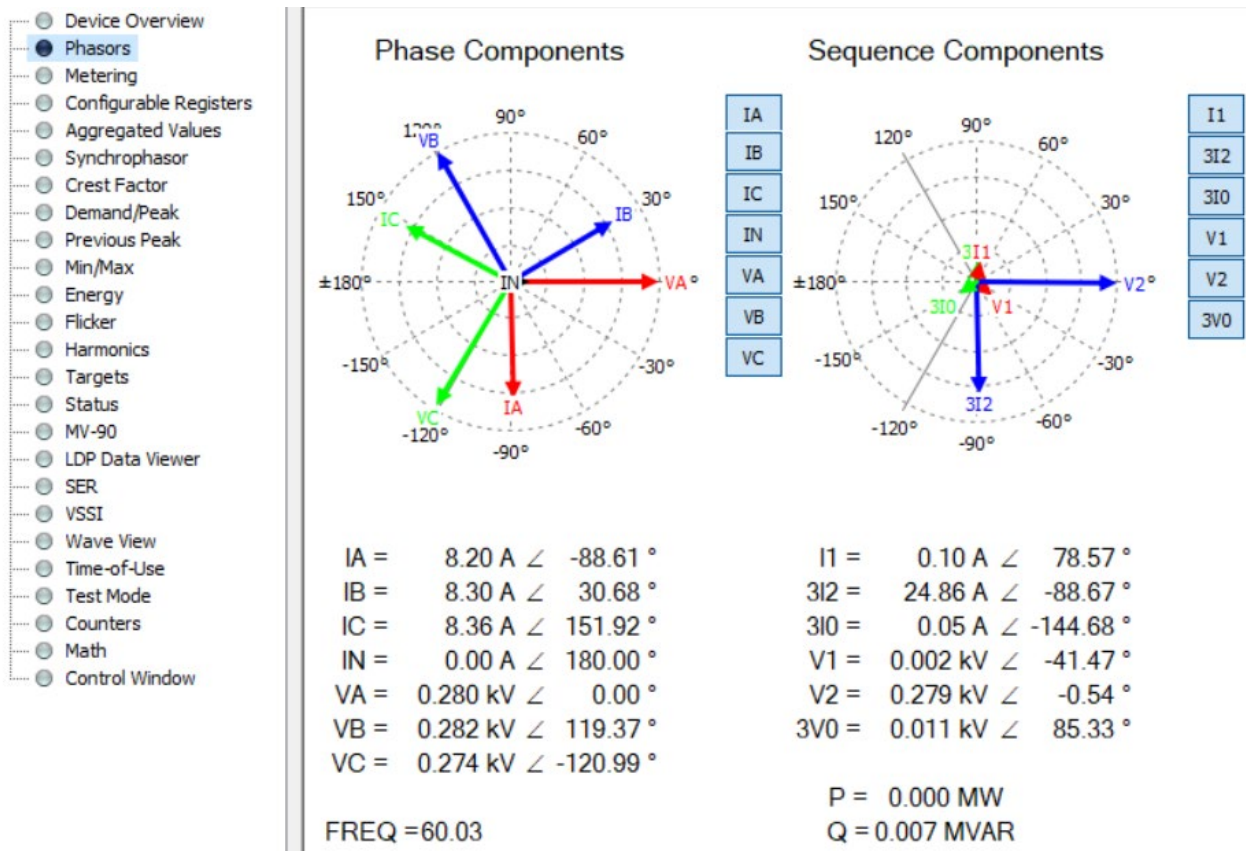 Device Overview
Phasors
Metering
Configurable Registers
Aggregated Values
Synchrophasor
Crest Factor
Demand/Peak
Previous Peak
Min/Max
Energy
Flicker
Harmonics
Targets
Status
MV-90
LDP Data Viewer
SER
VSSI
Wave View
Time-of-Use
Test Mode
Counters
Math
Control Window
Phase Components
90°
VB
60°
150°
IC
30°
IB
±180°
IN
VA °
-150°
-30°
VC
IA
-120°
-60°
-90°
IA
IB
IC
IN
VA
VB
VC
Sequence Components
90°
120°
60°
150°
30°
3I1
±180°
V2 °
3I0
V1
-150°
-30°
3I2
-120°
-60°
-90°
I1
3I2
3I0
V1
V2
3V0
IA = 8.20 A ∠ -88.61 °
IB = 8.30 A ∠ 30.68 °
IC = 8.36 A ∠ 151.92 °
IN = 0.00 A ∠ 180.00 °
VA = 0.280 kV ∠ 0.00 °
VB = 0.282 kV ∠ 119.37 °
VC = 0.274 kV ∠ -120.99 °
FREQ =60.03
I1 = 0.10 A ∠ 78.57 °
3I2 = 24.86 A ∠ -88.67 °
3I0 = 0.05 A ∠ -144.68 °
V1 = 0.002 kV ∠ -41.47 °
V2 = 0.279 kV ∠ -0.54 °
3V0 = 0.011 kV ∠ 85.33 °
P = 0.000 MW
Q = 0.007 MVAR